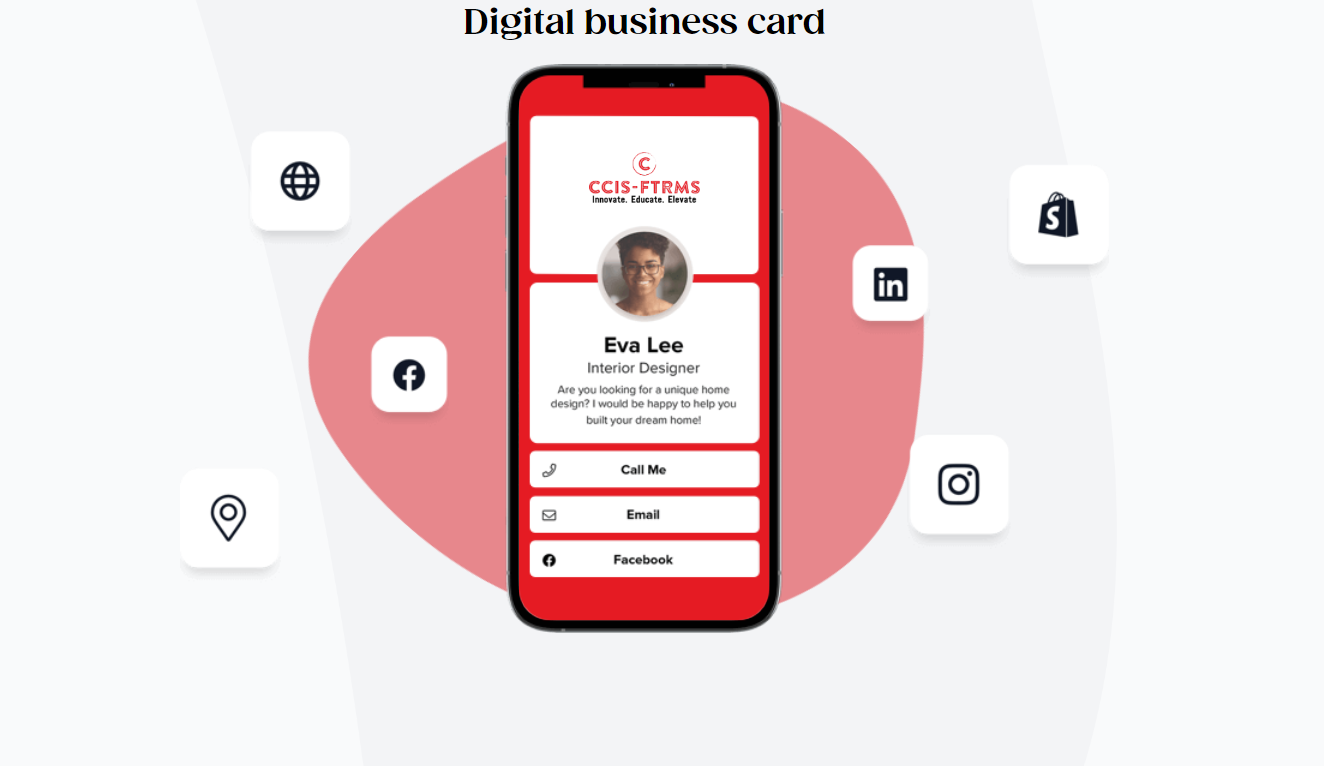 Digital business card
C
CCIS-FTRMS
Innovate. Educate. Elevate
Eva Lee
Interior Designer
Are you looking for a unique home
design? I would be happy to help you
built your dream home!
Call Me
Email
Facebook
S
in